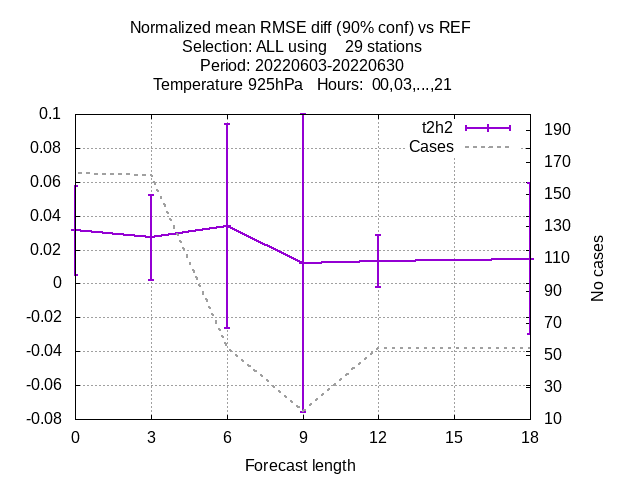 Normalized mean RMSE diff (90% conf) vs REF
Selection: ALL using    29 stations
Period: 20220603-20220630
Temperature 925hPa   Hours:  00,03,...,21
t2h2
Cases
0.1
0.08
0.06
0.04
0.02
0
-0.02
-0.04
-0.06
-0.08
190
170
150
130
110
90
70
50
30
10
No cases
0 3 6 9 12 15 18
Forecast length